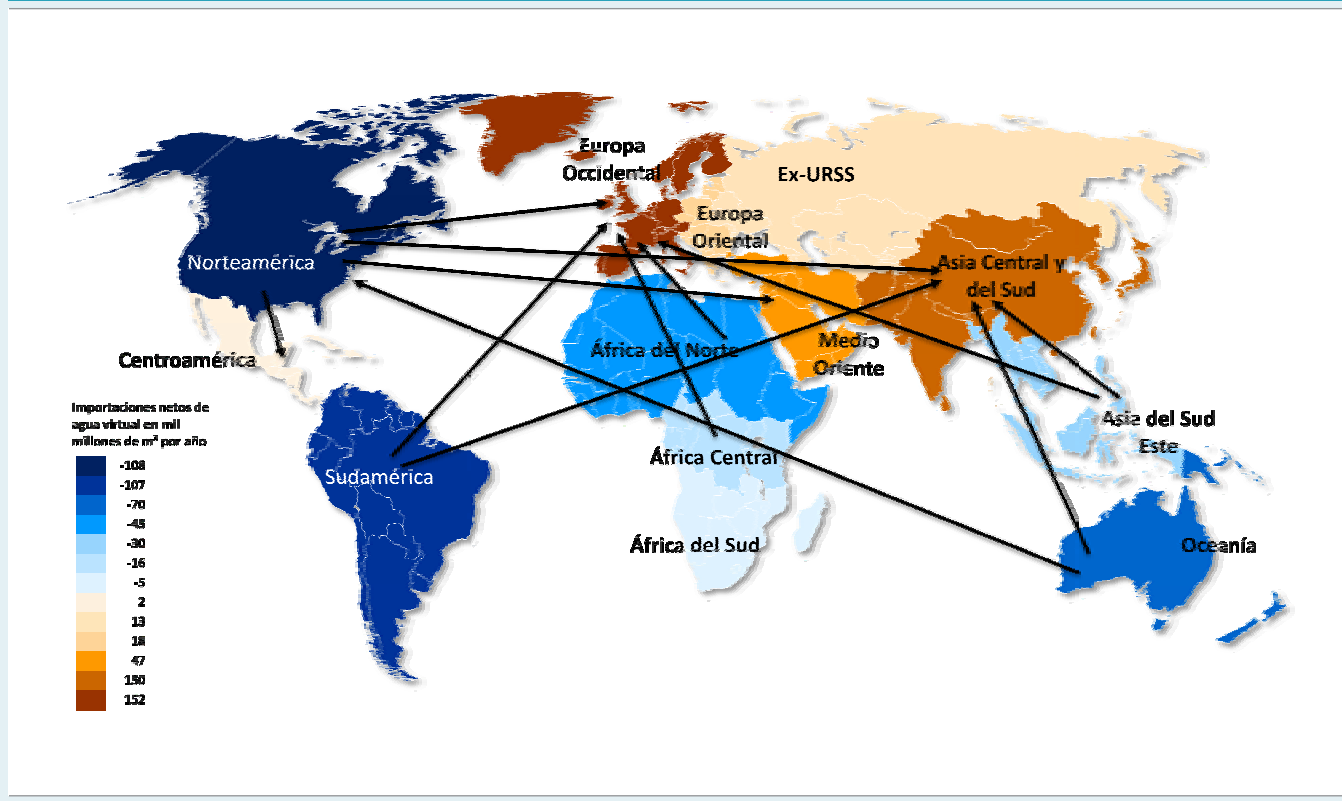 Europa
Occidental
Ex-URSS
Europa
Oriental
Norteamérica
Asia Central y
del Sud
Centroamérica
África del Norte
Medio
Oriente
Importaciones netos de
agua virtual en mil
millones de m³ por año
-108
-107
-70
-45
-30
-16
-5
2
13
18
47
150
152
Asia del Sud
Este
África Central
Sudamérica
África del Sud
Oceanía